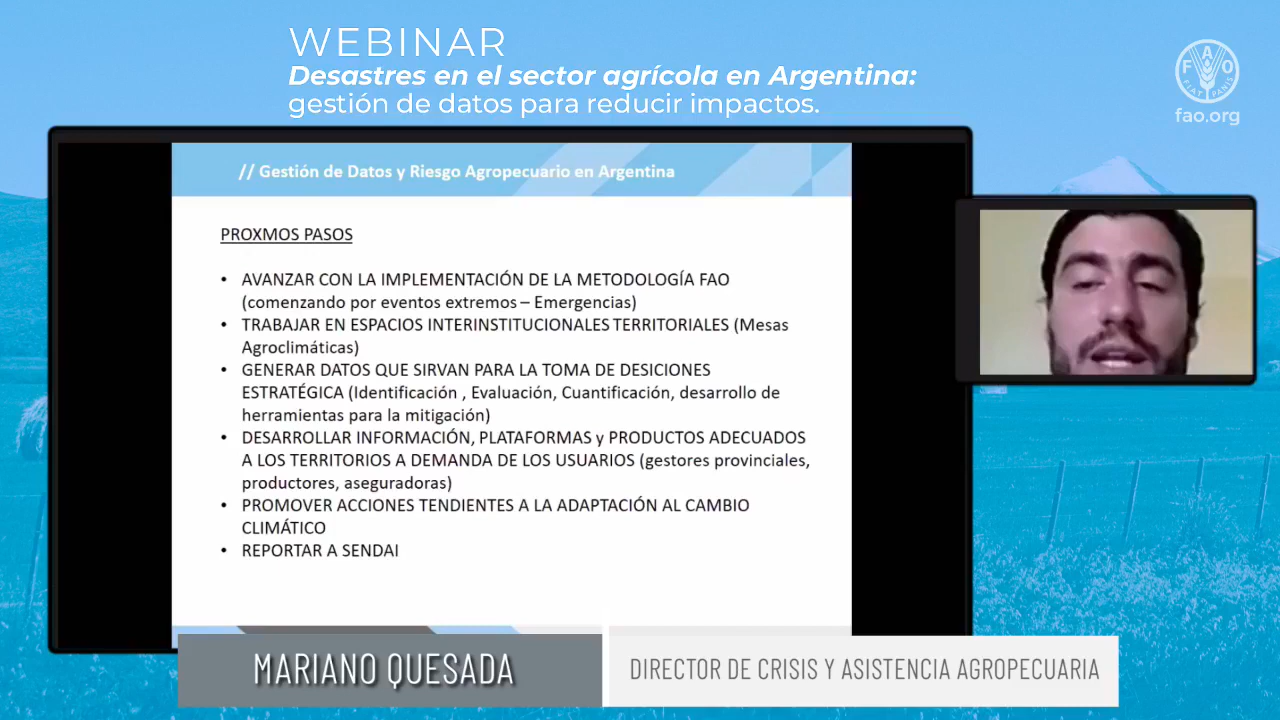 WEBINAR
Desastres en el sector agrícola en Argentina:
gestión de datos para reducir impactos.
F A O
FIAT PANIS
fao.org
// Gestión de Datos y Riesgo Agropecuario en Argentina
PROXMOS PASOS
• AVANZAR CON LA IMPLEMENTACIÓN DE LA METODOLOGÍA FAO
(comenzando por eventos extremos – Emergencias)
• TRABAJAR EN ESPACIOS INTERINSTITUCIONALES TERRITORIALES (Mesas
Agroclimáticas)
• GENERAR DATOS QUE SIRVAN PARA LA TOMA DE DESICIONES
ESTRATÉGICA (Identificación , Evaluación, Cuantificación, desarrollo de
herramientas para la mitigación)
• DESARROLLAR INFORMACIÓN, PLATAFORMAS y PRODUCTOS ADECUADOS
A LOS TERRITORIOS A DEMANDA DE LOS USUARIOS (gestores provinciales,
productores, aseguradoras)
• PROMOVER ACCIONES TENDIENTES A LA ADAPTACIÓN AL CAMBIO
CLIMÁTICO
• REPORTAR A SENDAI
MARIANO QUESADA
DIRECTOR DE CRISIS Y ASISTENCIA AGROPECUARIA